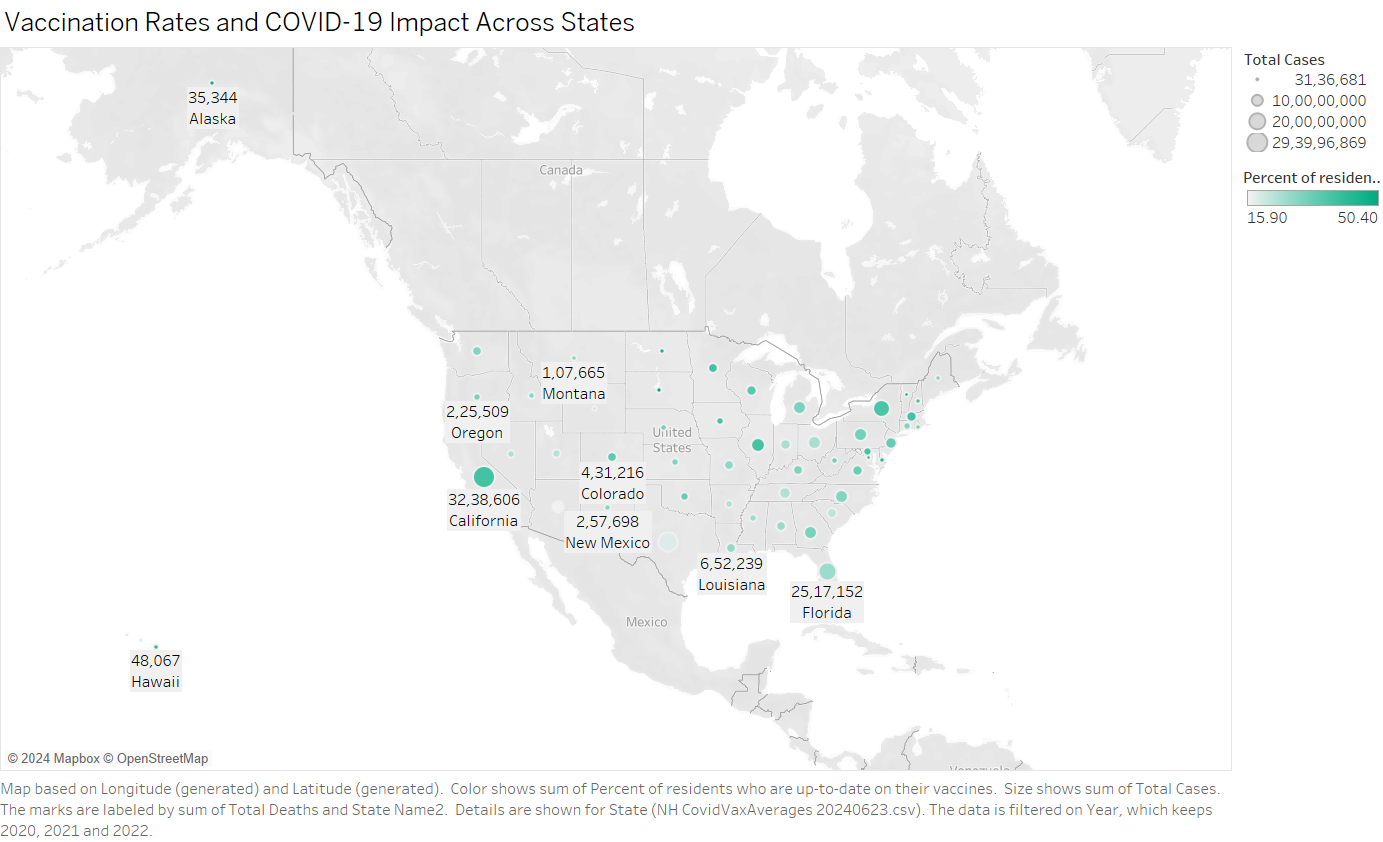 Vaccination Rates and COVID-19 Impact Across States
35,344
Alaska
Canada
1,07,665
Montana
2,25,509
Oregon
United
States
4,31,216
Colorado
32,38,606
California
2,57,698
New Mexico
6,52,239
Louisiana
25,17,152
Florida
Mexico
48,067
Hawaii
Venezuela
© 2024 Mapbox © OpenStreetMap
Total Cases
31,36,681
10,00,00,000
20,00,00,000
29,39,96,869
Percent of residen..
15.90 50.40
Map based on Longitude (generated) and Latitude (generated). Color shows sum of Percent of residents who are up-to-date on their vaccines. Size shows sum of Total Cases.
The marks are labeled by sum of Total Deaths and State Name2. Details are shown for State (NH CovidVaxAverages 20240623.csv). The data is filtered on Year, which keeps
2020, 2021 and 2022.